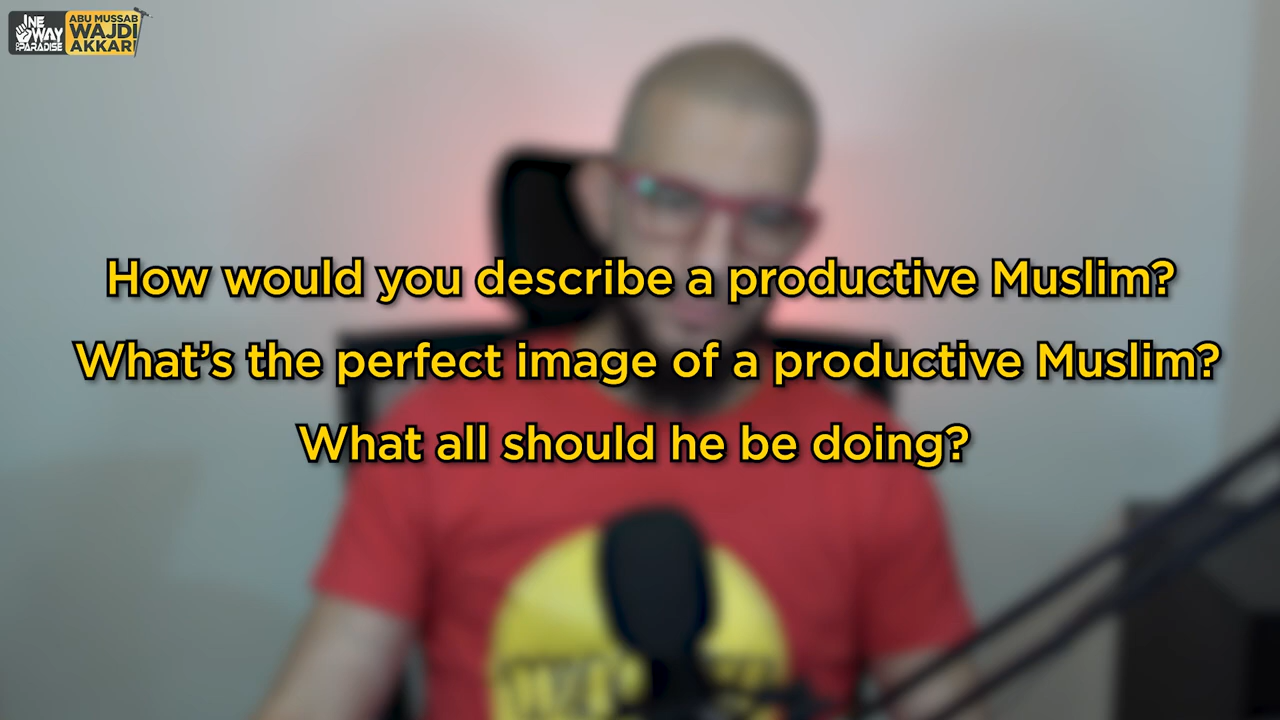 ONE
WAY
TO PARADISE
ABU MUSSAB
WAJDI
AKKARI
How would you describe a productive Muslim?
What's the perfect image of a productive Muslim?
What all should he be doing?